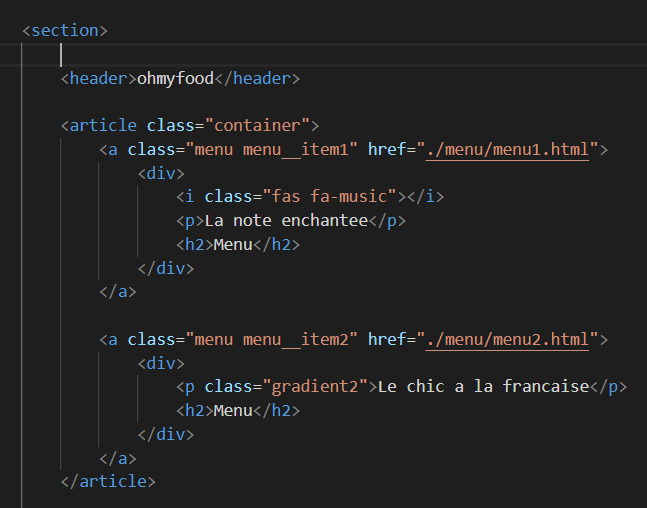 <section>
<header>ohmyfood</header>
<article class="container">
<a class="menu menu__item1" href="./menu/menu1.html">
<div>
<i class="fas fa-music"></i>
<p>La note enchantee</p>
<h2>Menu</h2>
</div>
</a>
<a class="menu menu__item2" href="./menu/menu2.html">
<div>
<p class="gradient2">Le chic a la francaise</p>
<h2>Menu</h2>
</div>
</a>
</article>